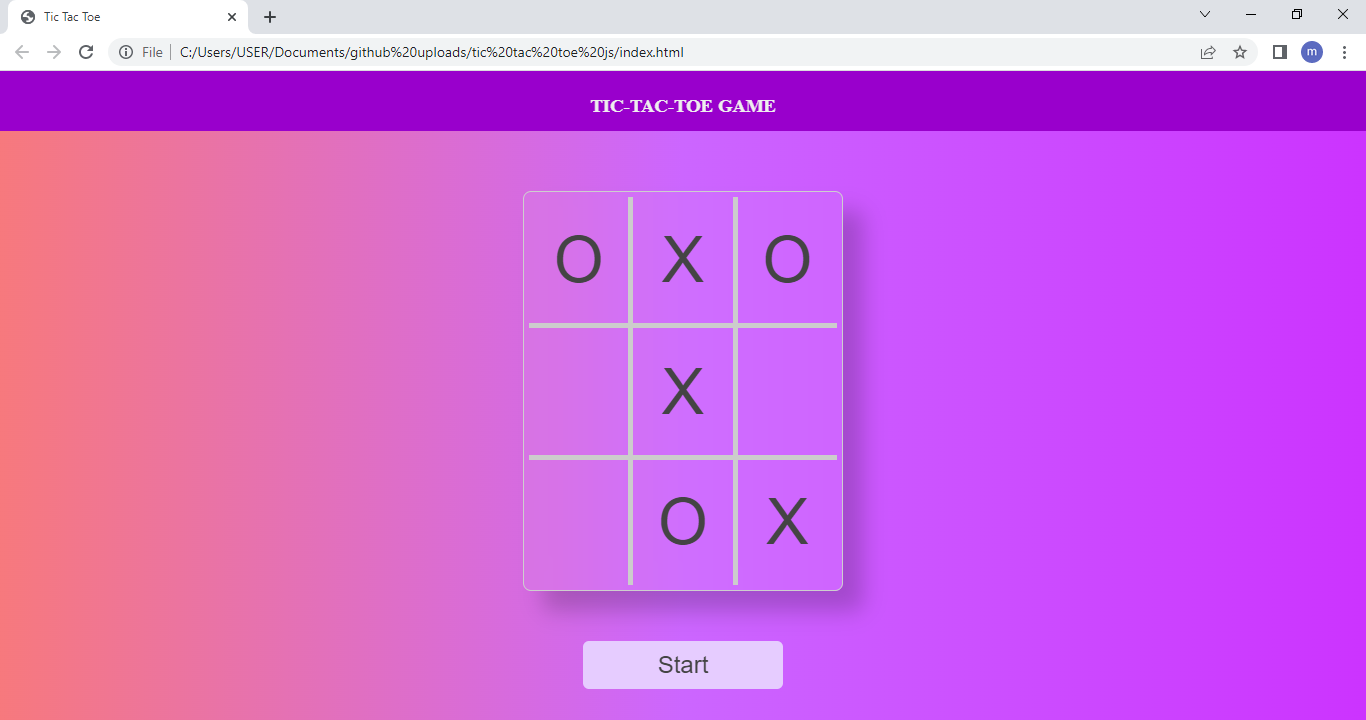 Tic Tac Toe
File C:/Users/USER/Documents/github%20uploads/tic%20tac%20toe%20js/index.html m
TIC-TAC-TOE GAME
O X O
X
O X
Start